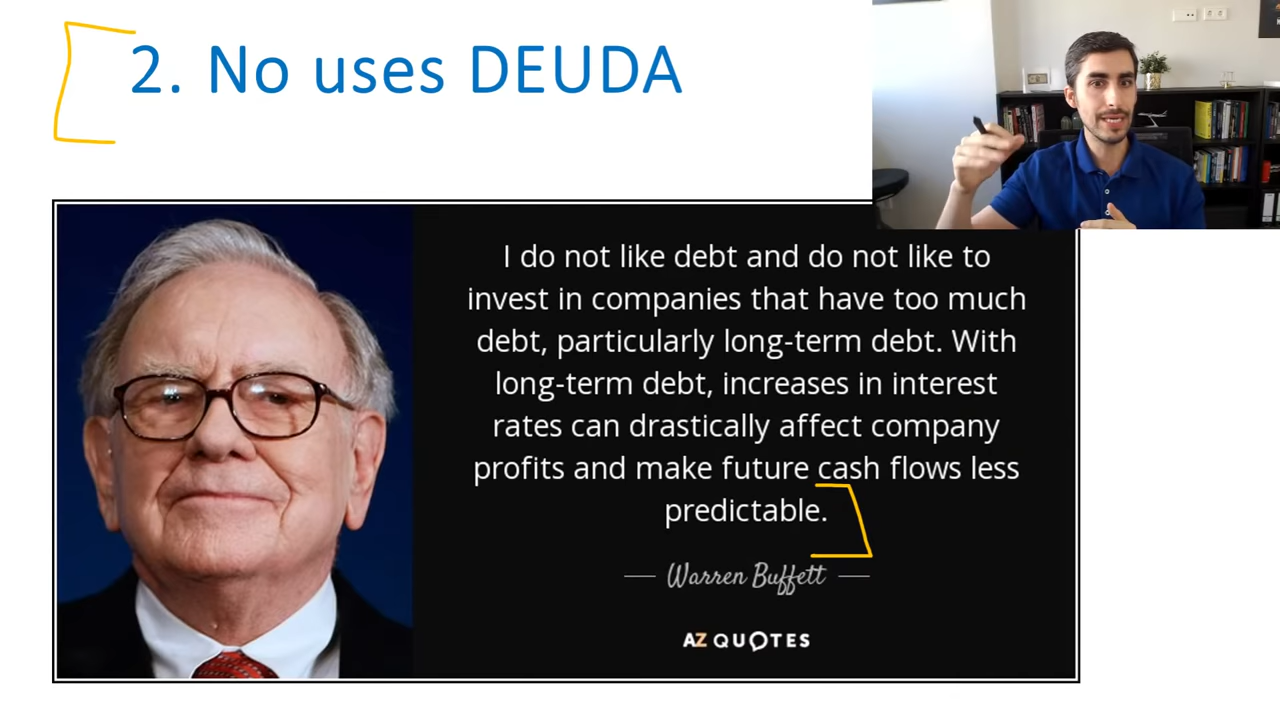 2. No uses DEUDA
I do not like debt and do not like to
invest in companies that have too much
debt, particularly long-term debt. With
long-term debt, increases in interest
rates can drastically affect company
profits and make future cash flows less
predictable.
— Warren Buffett —
AZ QUOTES